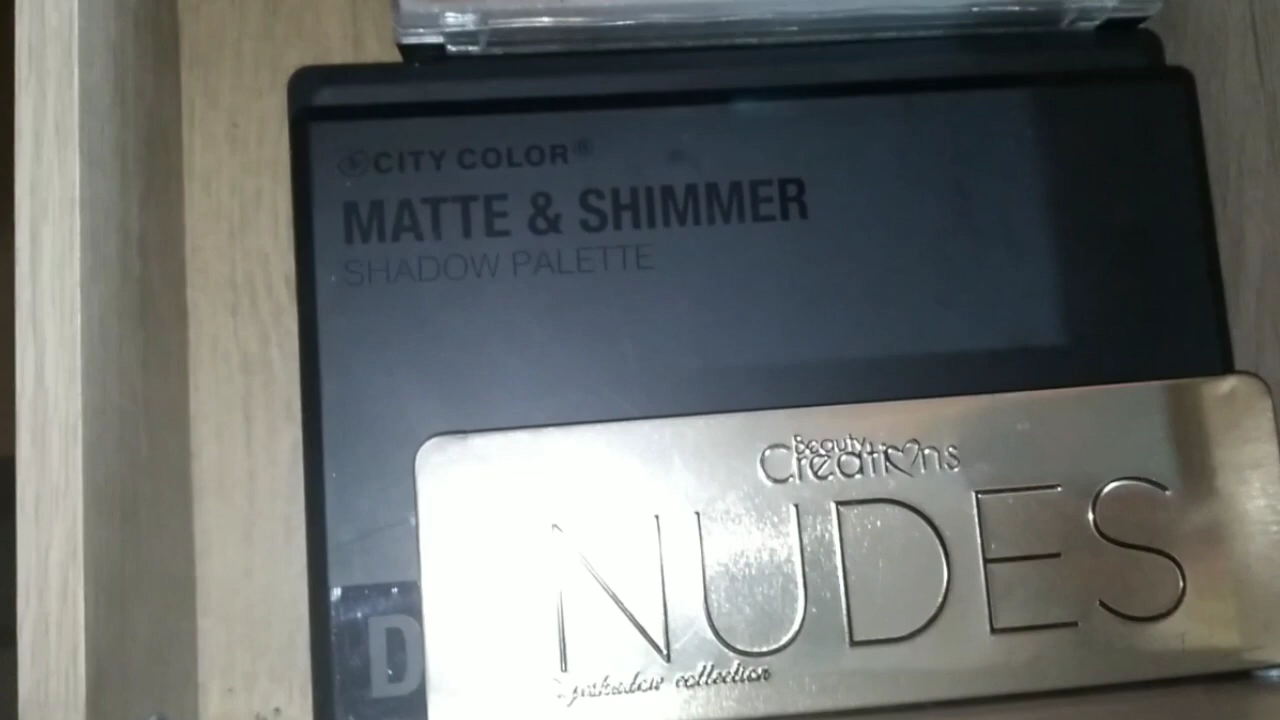 CITY COLOR®
MATTE & SHIMMER
SHADOW PALETTE
Beauty
Creations
NUDES
eyeshadow collection
D